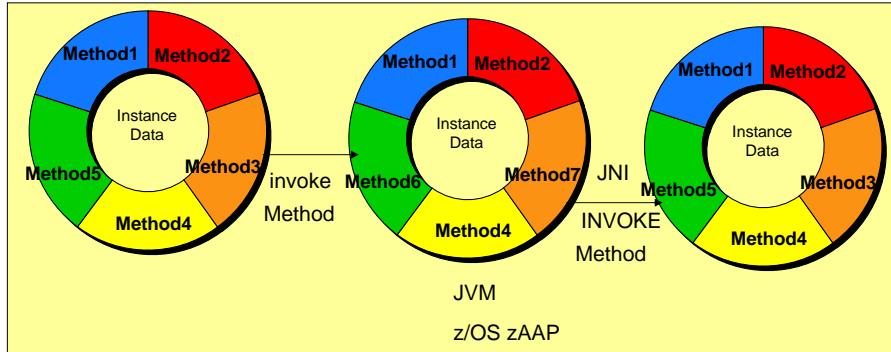 Method1
Method2
Instance
Data
Method5
Method3
Method4
invoke
Method
Method1
Method2
Instance
Data
Method6
Method7
Method4
JNI
INVOKE
Method
Method1
Method2
Instance
Data
Method5
Method3
Method4
JVM
z/OS zAAP